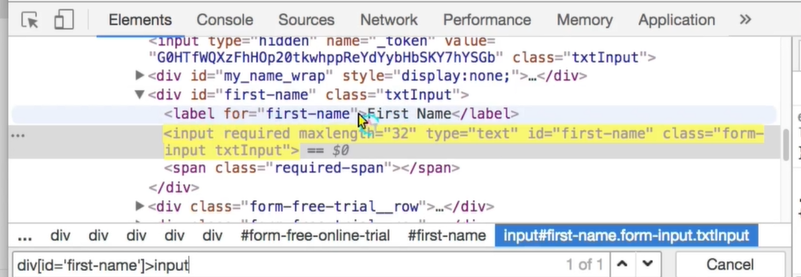 Elements Console Sources Network Performance Memory Application »
<input type="hidden" name="_token" value=
"G0HTfWQXzFhHOp20tkwhppReYdYybHbSKY7hYSGb" class="txtInput">
▶<div id="my_name_wrap" style="display:none;">…</div>
▼<div id="first-name" class="txtInput">
<label for="first-name">First Name</label>
… <input required maxlength="32" type="text" id="first-name" class="form-
input txtInput"> == $0
<span class="required-span"></span>
</div>
▶<div class="form-free-trial__row">…</div>
… div div div div div #form-free-online-trial #first-name input#first-name.form-input.txtInput
div[id='first-name']>input 1 of 1 Cancel